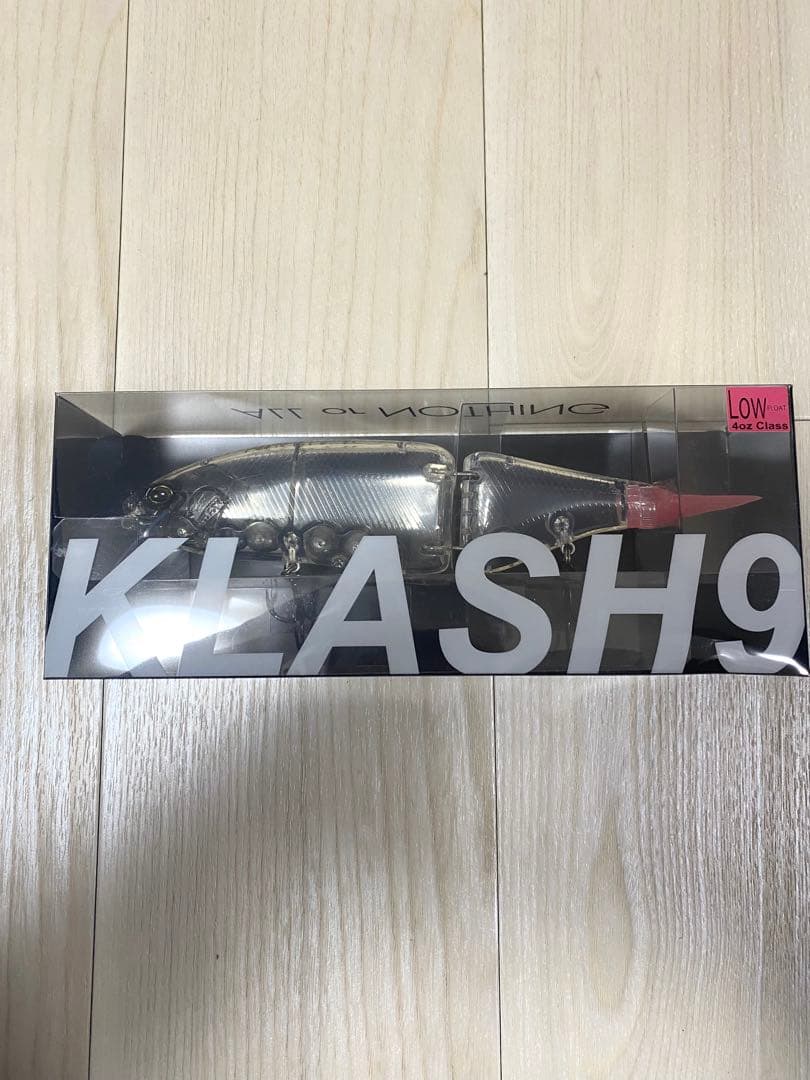 ALL or NOTHING
LOW FLOAT
4oz Class
KLASH9